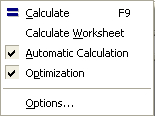 Calculate F9
Calculate Worksheet
Automatic Calculation
Optimization
Options...